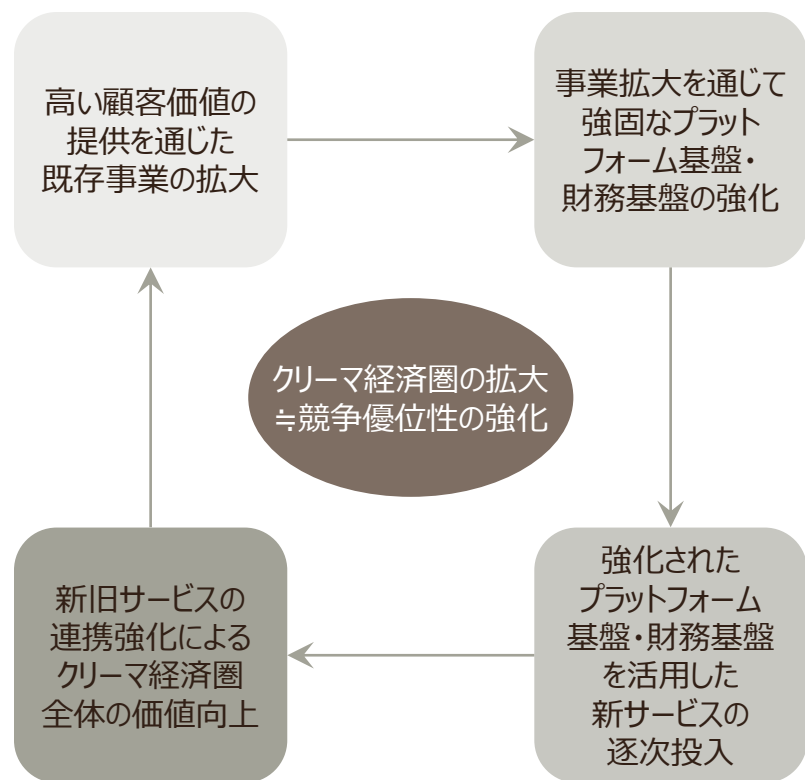 高い顧客価値の
提供を通じた
既存事業の拡大
事業拡大を通じて
強固なプラット
フォーム基盤・
財務基盤の強化
クリーマ経済圏の拡大
≒競争優位性の強化
新旧サービスの
連携強化による
クリーマ経済圏
全体の価値向上
強化された
プラットフォーム
基盤・財務基盤
を活用した
新サービスの
逐次投入